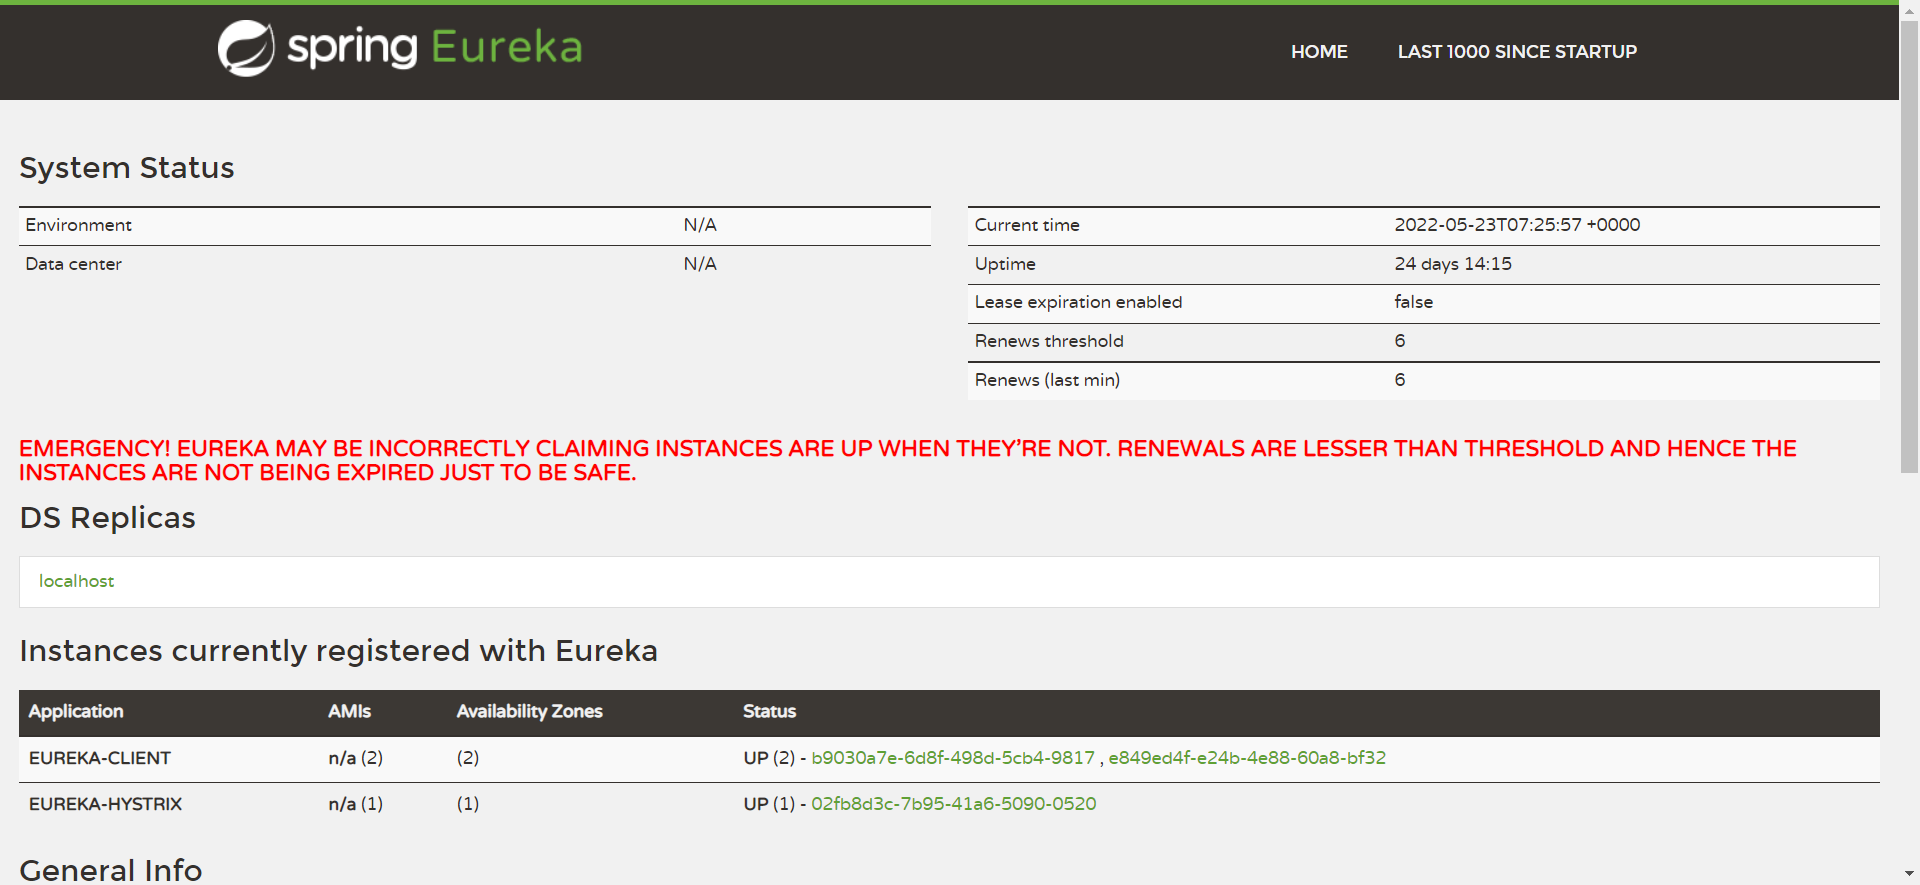 spring Eureka
HOME LAST 1000 SINCE STARTUP
System Status
Environment N/A
Data center N/A
Current time 2022-05-23T07:25:57 +0000
Uptime 24 days 14:15
Lease expiration enabled false
Renews threshold 6
Renews (last min) 6
EMERGENCY! EUREKA MAY BE INCORRECTLY CLAIMING INSTANCES ARE UP WHEN THEY'RE NOT. RENEWALS ARE LESSER THAN THRESHOLD AND HENCE THE
INSTANCES ARE NOT BEING EXPIRED JUST TO BE SAFE.
DS Replicas
localhost
Instances currently registered with Eureka
Application AMIs Availability Zones Status
EUREKA-CLIENT n/a (2) (2) UP (2) - b9030a7e-6d8f-498d-5cb4-9817 , e849ed4f-e24b-4e88-60a8-bf32
EUREKA-HYSTRIX n/a (1) (1) UP (1) - 02fb8d3c-7b95-41a6-5090-0520
General Info